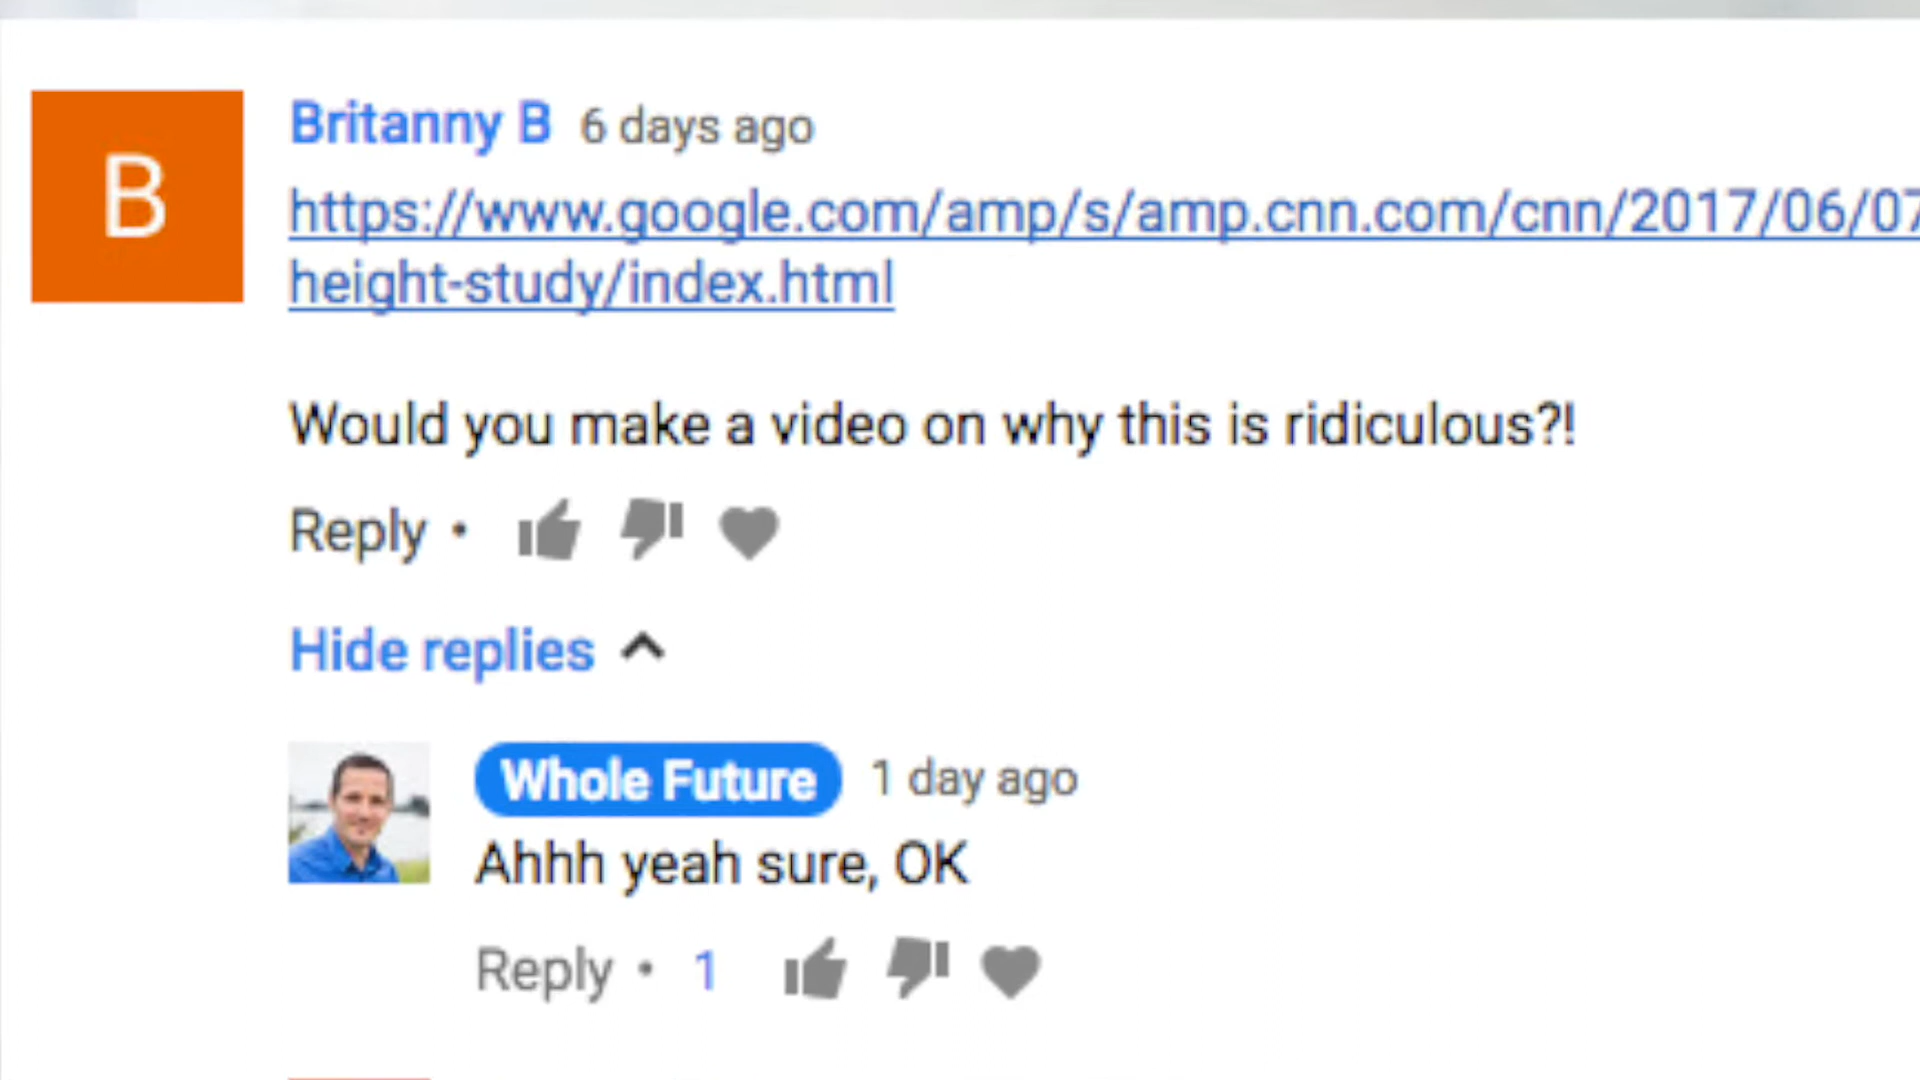 B
Britanny B 6 days ago
https://www.google.com/amp/s/amp.cnn.com/cnn/2017/06/07
height-study/index.html
Would you make a video on why this is ridiculous?!
Reply •
Hide replies
Whole Future 1 day ago
Ahhh yeah sure, OK
Reply • 1